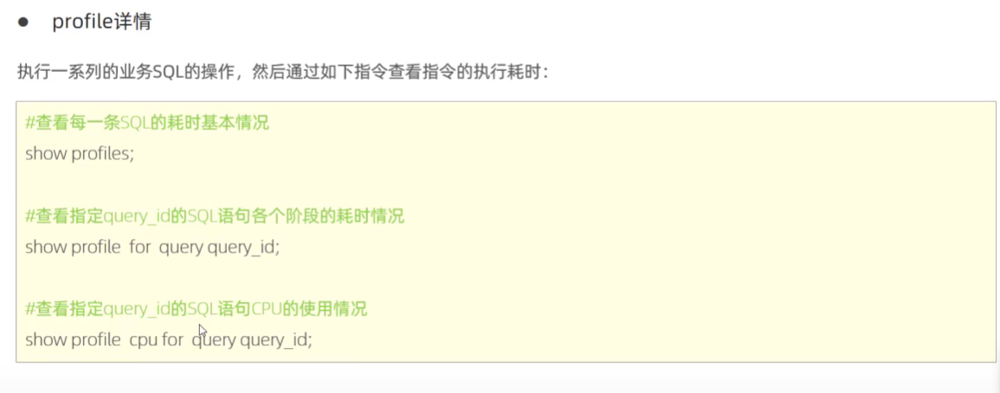 ● profile详情
执行一系列的业务SQL的操作，然后通过如下指令查看指令的执行耗时：
#查看每一条SQL的耗时基本情况
show profiles;
#查看指定query_id的SQL语句各个阶段的耗时情况
show profile for query query_id;
#查看指定query_id的SQL语句CPU的使用情况
show profile cpu for query query_id;